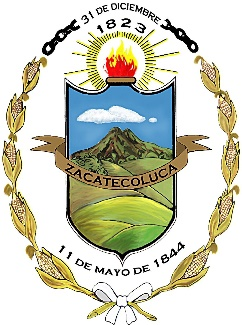 31 DE DICIEMBRE
1823
ZACATECOLUCA
11 DE MAYO DE 1844